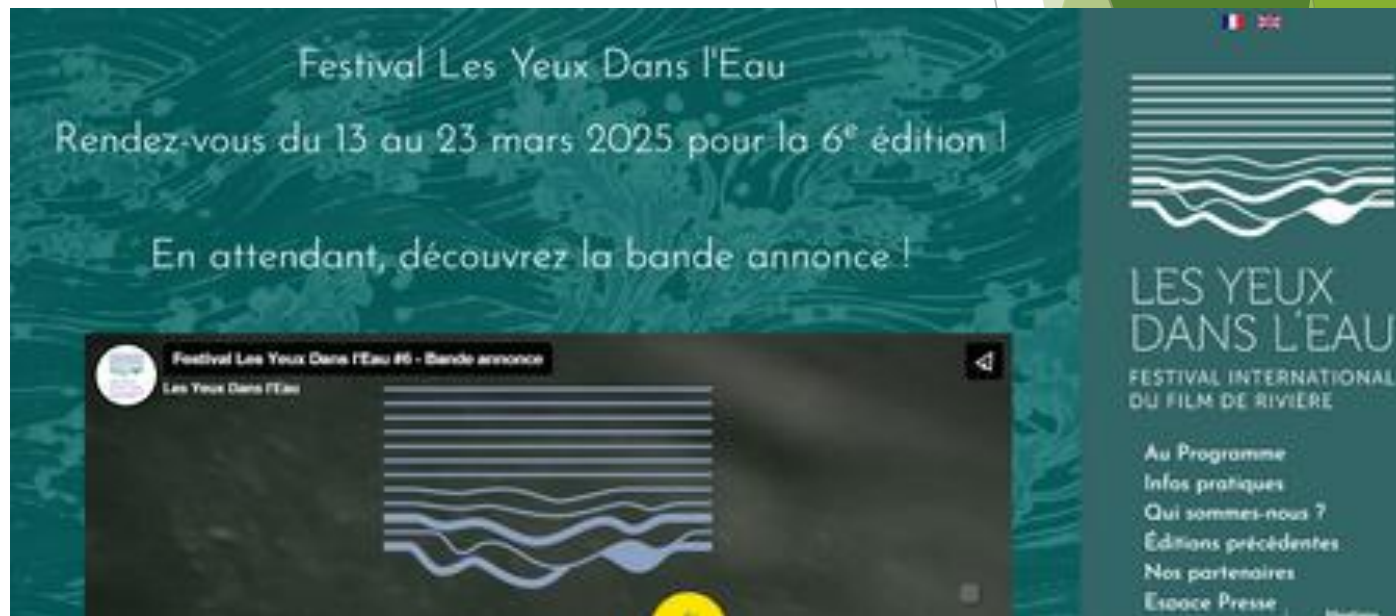 Festival Les Yeux Dans l'Eau
Rendez-vous du 13 au 23 mars 2025 pour la 6e édition !
En attendant, découvrez la bande annonce !
Festival Les Yeux Dans l'Eau #6 - Bande annonce
Les Yeux Dans l'Eau
LES YEUX
DANS L'EAU
FESTIVAL INTERNATIONAL
DU FILM DE RIVIÈRE
Au Programme
Infos pratiques
Qui sommes-nous ?
Éditions précédentes
Nos partenaires
Espace Presse